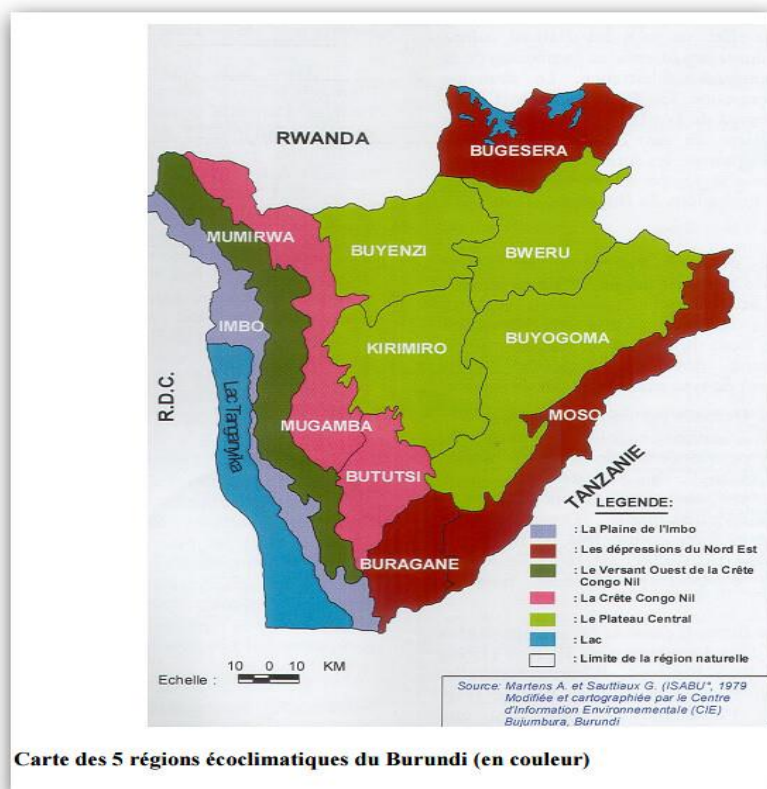 RWANDA
BUGESERA
MUMIRWA
BUYENZI
BWERU
IMBO
KIRIMIRO
BUYOGOMA
R.D.C.
Lac Tanganyika
MUGAMBA
MOSO
BUTUTSI
TANZANIE
BURAGANE
LEGENDE:
: La Plaine de l'Imbo
: Les dépressions du Nord Est
: Le Versant Ouest de la Crête
Congo Nil
: La Crête Congo Nil
: Le Plateau Central
: Lac
: Limite de la région naturelle
10 0 10 KM
Echelle :
Source: Martens A. et Sauttiaux G. (ISABU", 1979
Modifiée et cartographiée par le Centre
d'Information Environnementale (CIE)
Bujumbura, Burundi
Carte des 5 régions écoclimatiques du Burundi (en couleur)